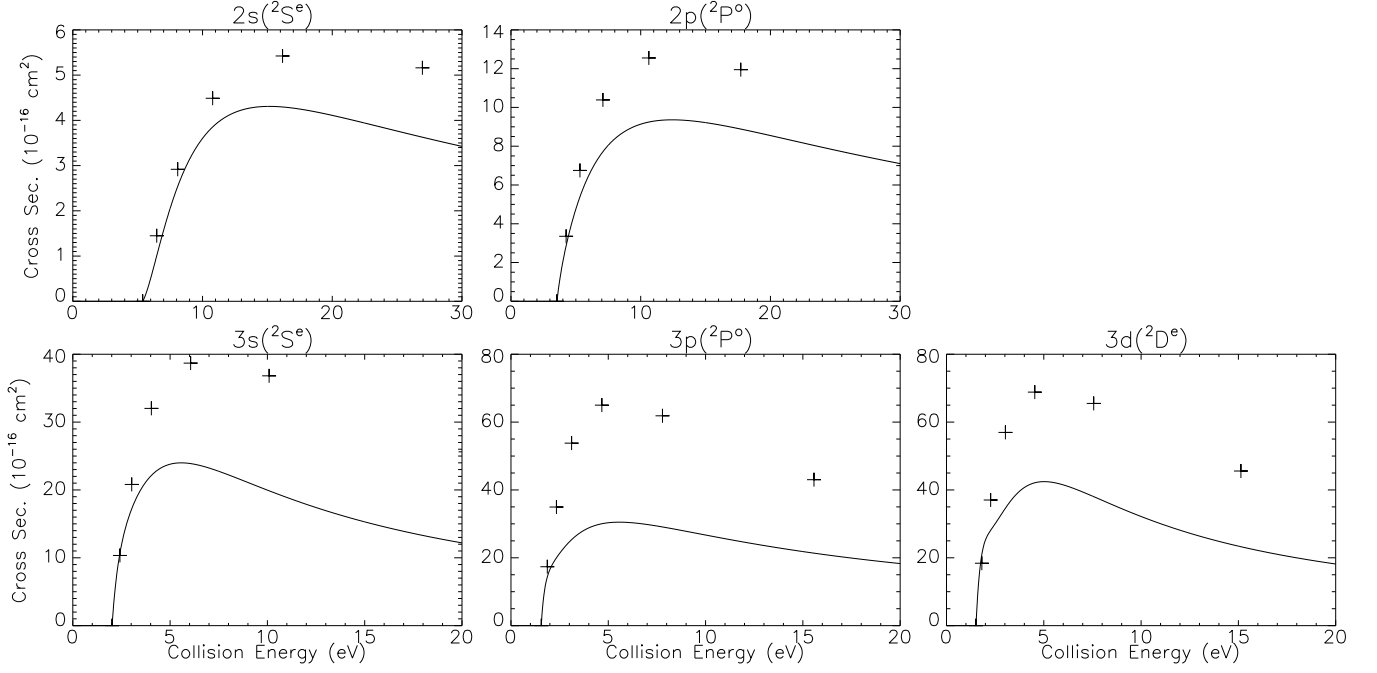 2s(²Sᵉ)
2p(²Pᵒ)
Cross Sec. (10⁻¹⁶ cm²)
6
5
4
3
2
1
0
0 10 20 30
14
12
10
8
6
4
2
0
0 10 20 30
3s(²Sᵉ)
3p(²Pᵒ)
3d(²Dᵉ)
Cross Sec. (10⁻¹⁶ cm²)
40
30
20
10
0
0 5 10 15 20
Collision Energy (eV)
80
60
40
20
0
0 5 10 15 20
Collision Energy (eV)
80
60
40
20
0
0 5 10 15 20
Collision Energy (eV)